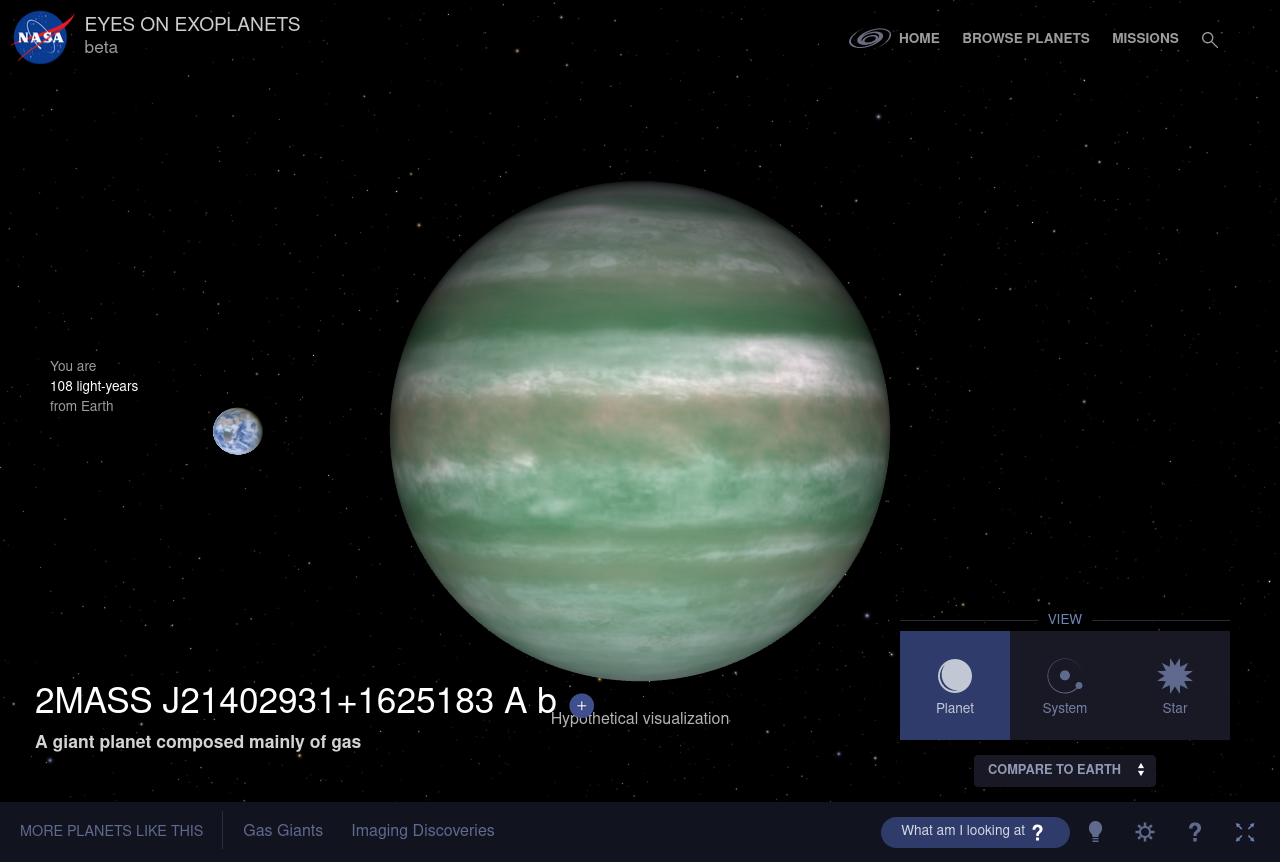 NASA
EYES ON EXOPLANETS
beta
HOME
BROWSE PLANETS
MISSIONS
You are
108 light-years
from Earth
VIEW
Planet
System
Star
2MASS J21402931+1625183 A b
+
Hypothetical visualization
A giant planet composed mainly of gas
COMPARE TO EARTH
MORE PLANETS LIKE THIS
Gas Giants
Imaging Discoveries
What am I looking at ?
?